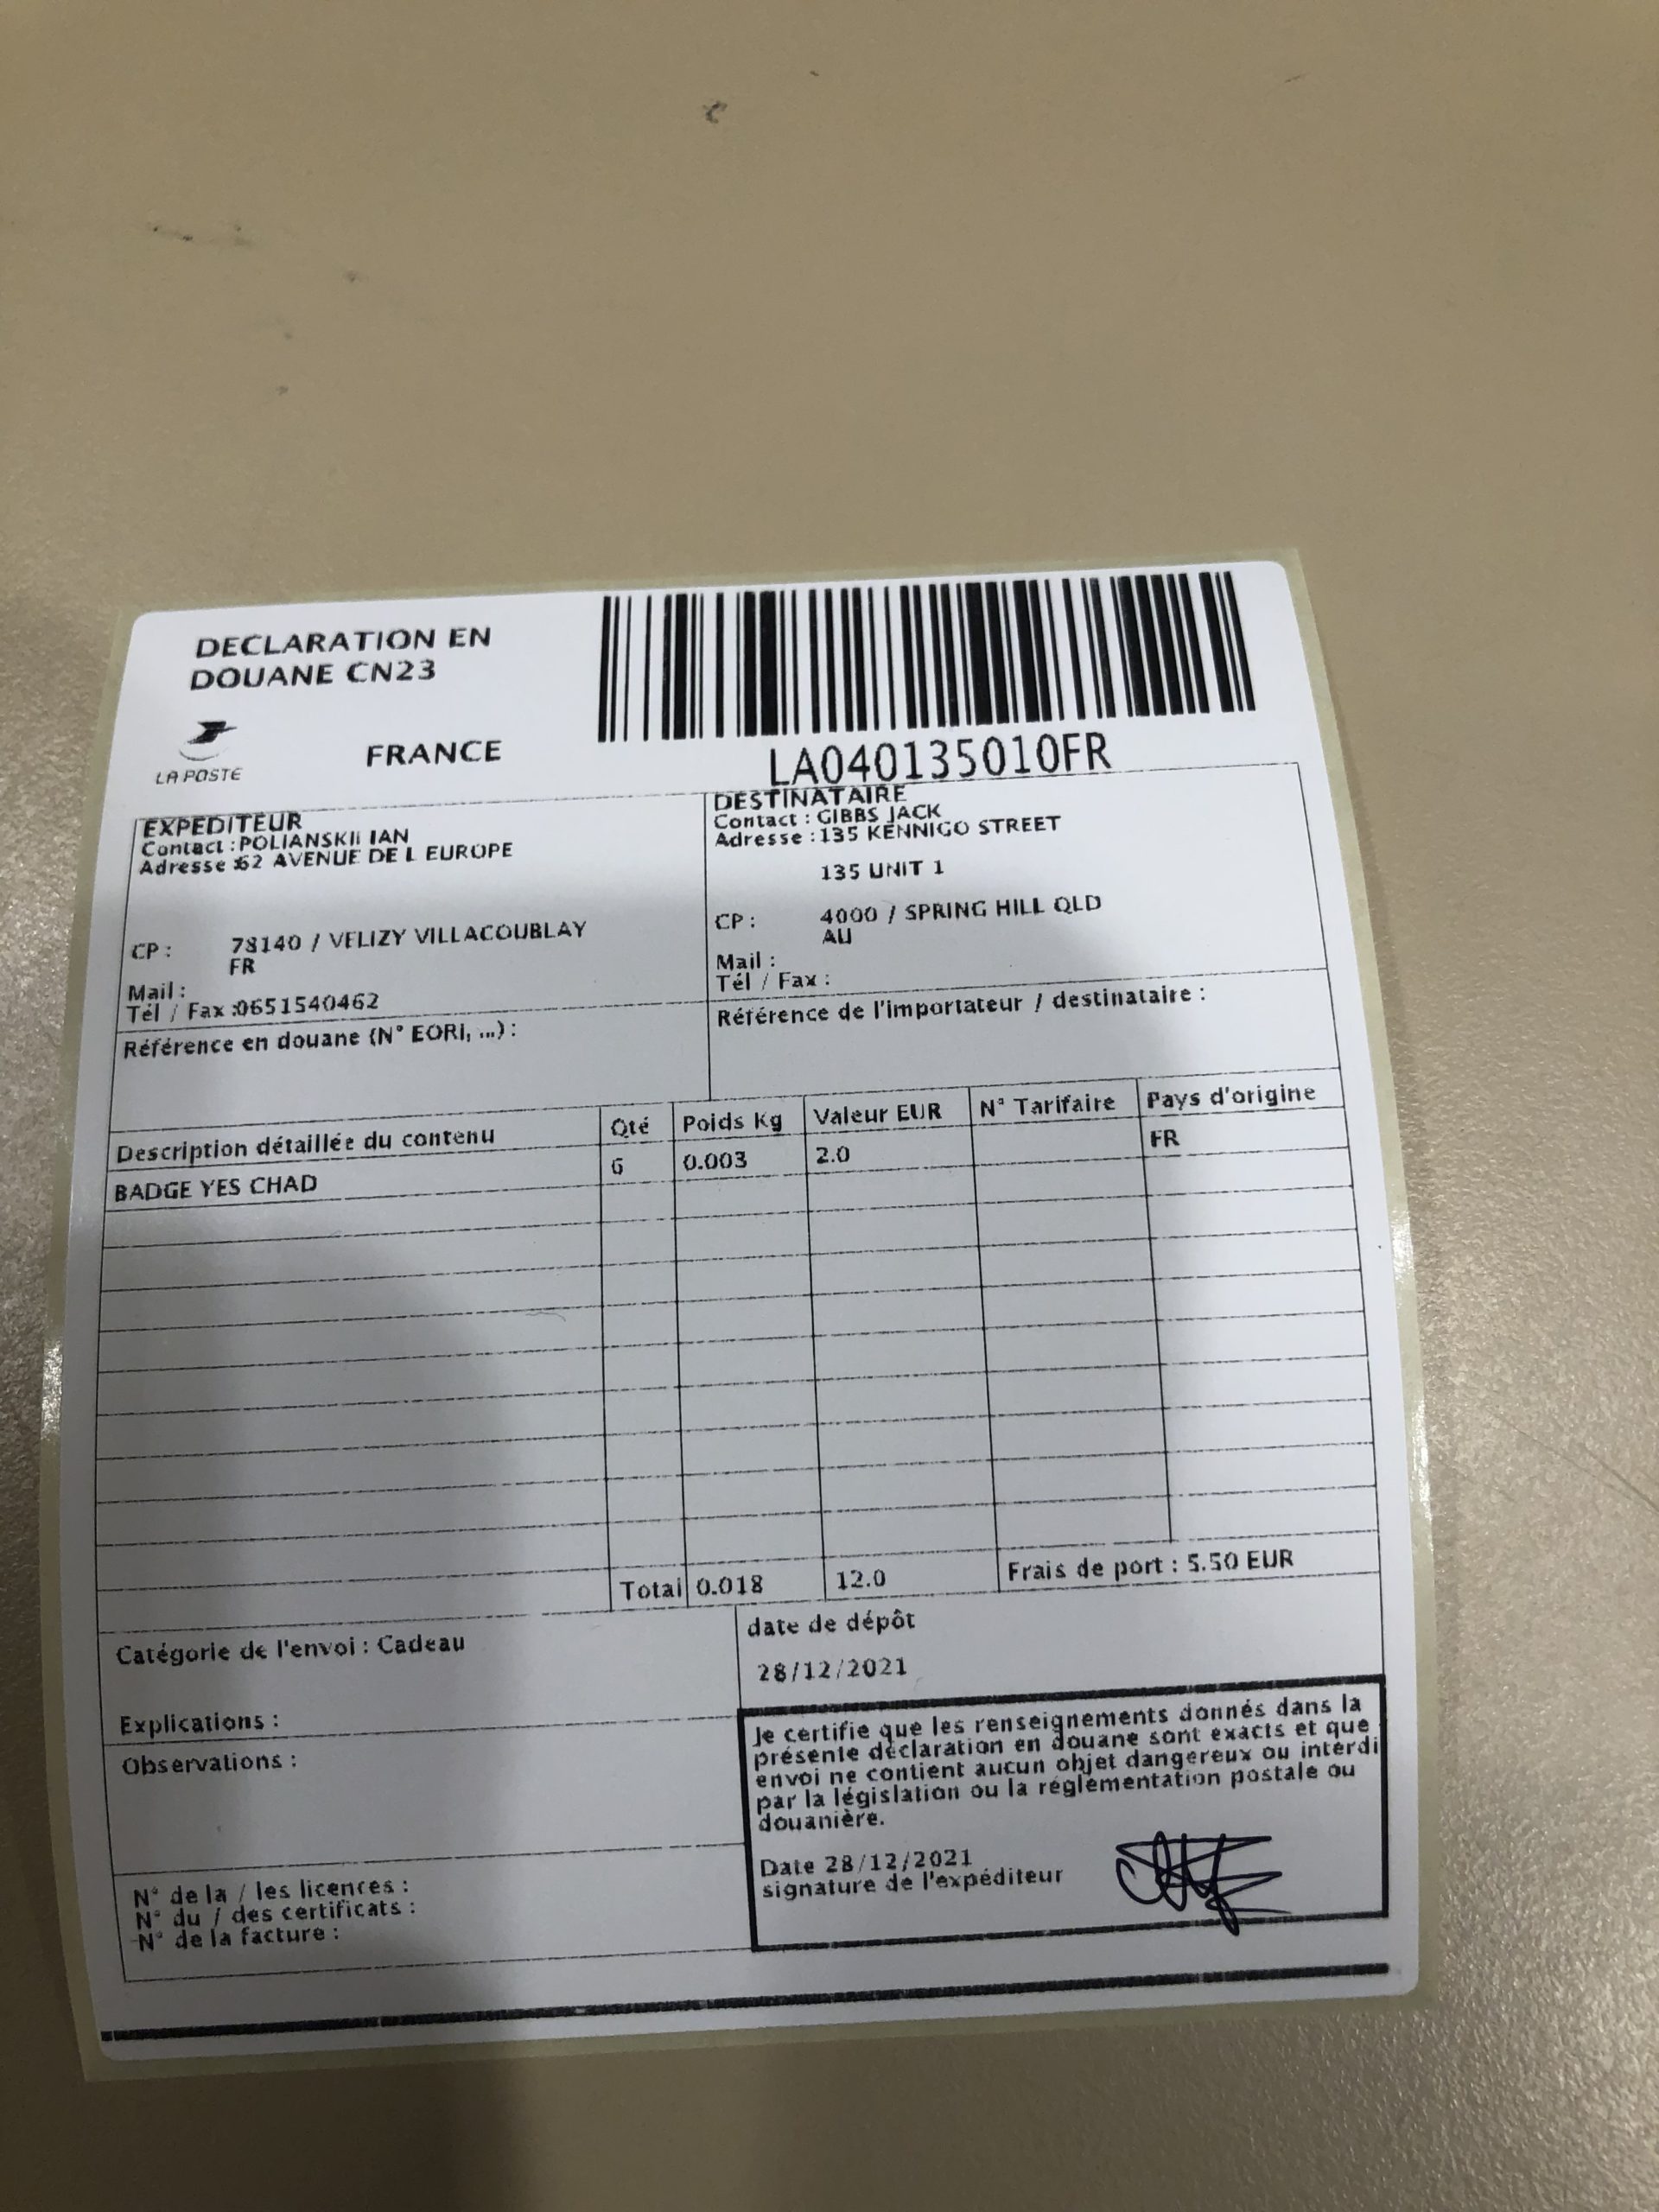 DECLARATION EN
DOUANE CN23
LA POSTE
FRANCE
LA040135010FR
EXPEDITEUR
Contact : POLIANSKII IAN
Adresse :62 AVENUE DE L EUROPE
CP : 78140 / VELIZY VILLACOUBLAY
FR
Mail :
Tél / Fax :0651540462
Référence en douane (N° EORI, ...) :
DESTINATAIRE
Contact : GIBBS JACK
Adresse :135 KENNIGO STREET
135 UNIT 1
CP : 4000 / SPRING HILL QLD
AU
Mail :
Tél / Fax :
Référence de l'importateur / destinataire :
Description détaillée du contenu Qté Poids Kg Valeur EUR N° Tarifaire Pays d'origine
BADGE YES CHAD 6 0.003 2.0 FR
Total 0.018 12.0 Frais de port : 5.50 EUR
Catégorie de l'envoi : Cadeau
Explications :
Observations :
N° de la / les licences :
N° du / des certificats :
N° de la facture :
date de dépôt
28/12/2021
Je certifie que les renseignements donnés dans la
présente déclaration en douane sont exacts et que
envoi ne contient aucun objet dangereux ou interdi
par la législation ou la réglementation postale ou
douanière.
Date 28/12/2021
signature de l'expéditeur